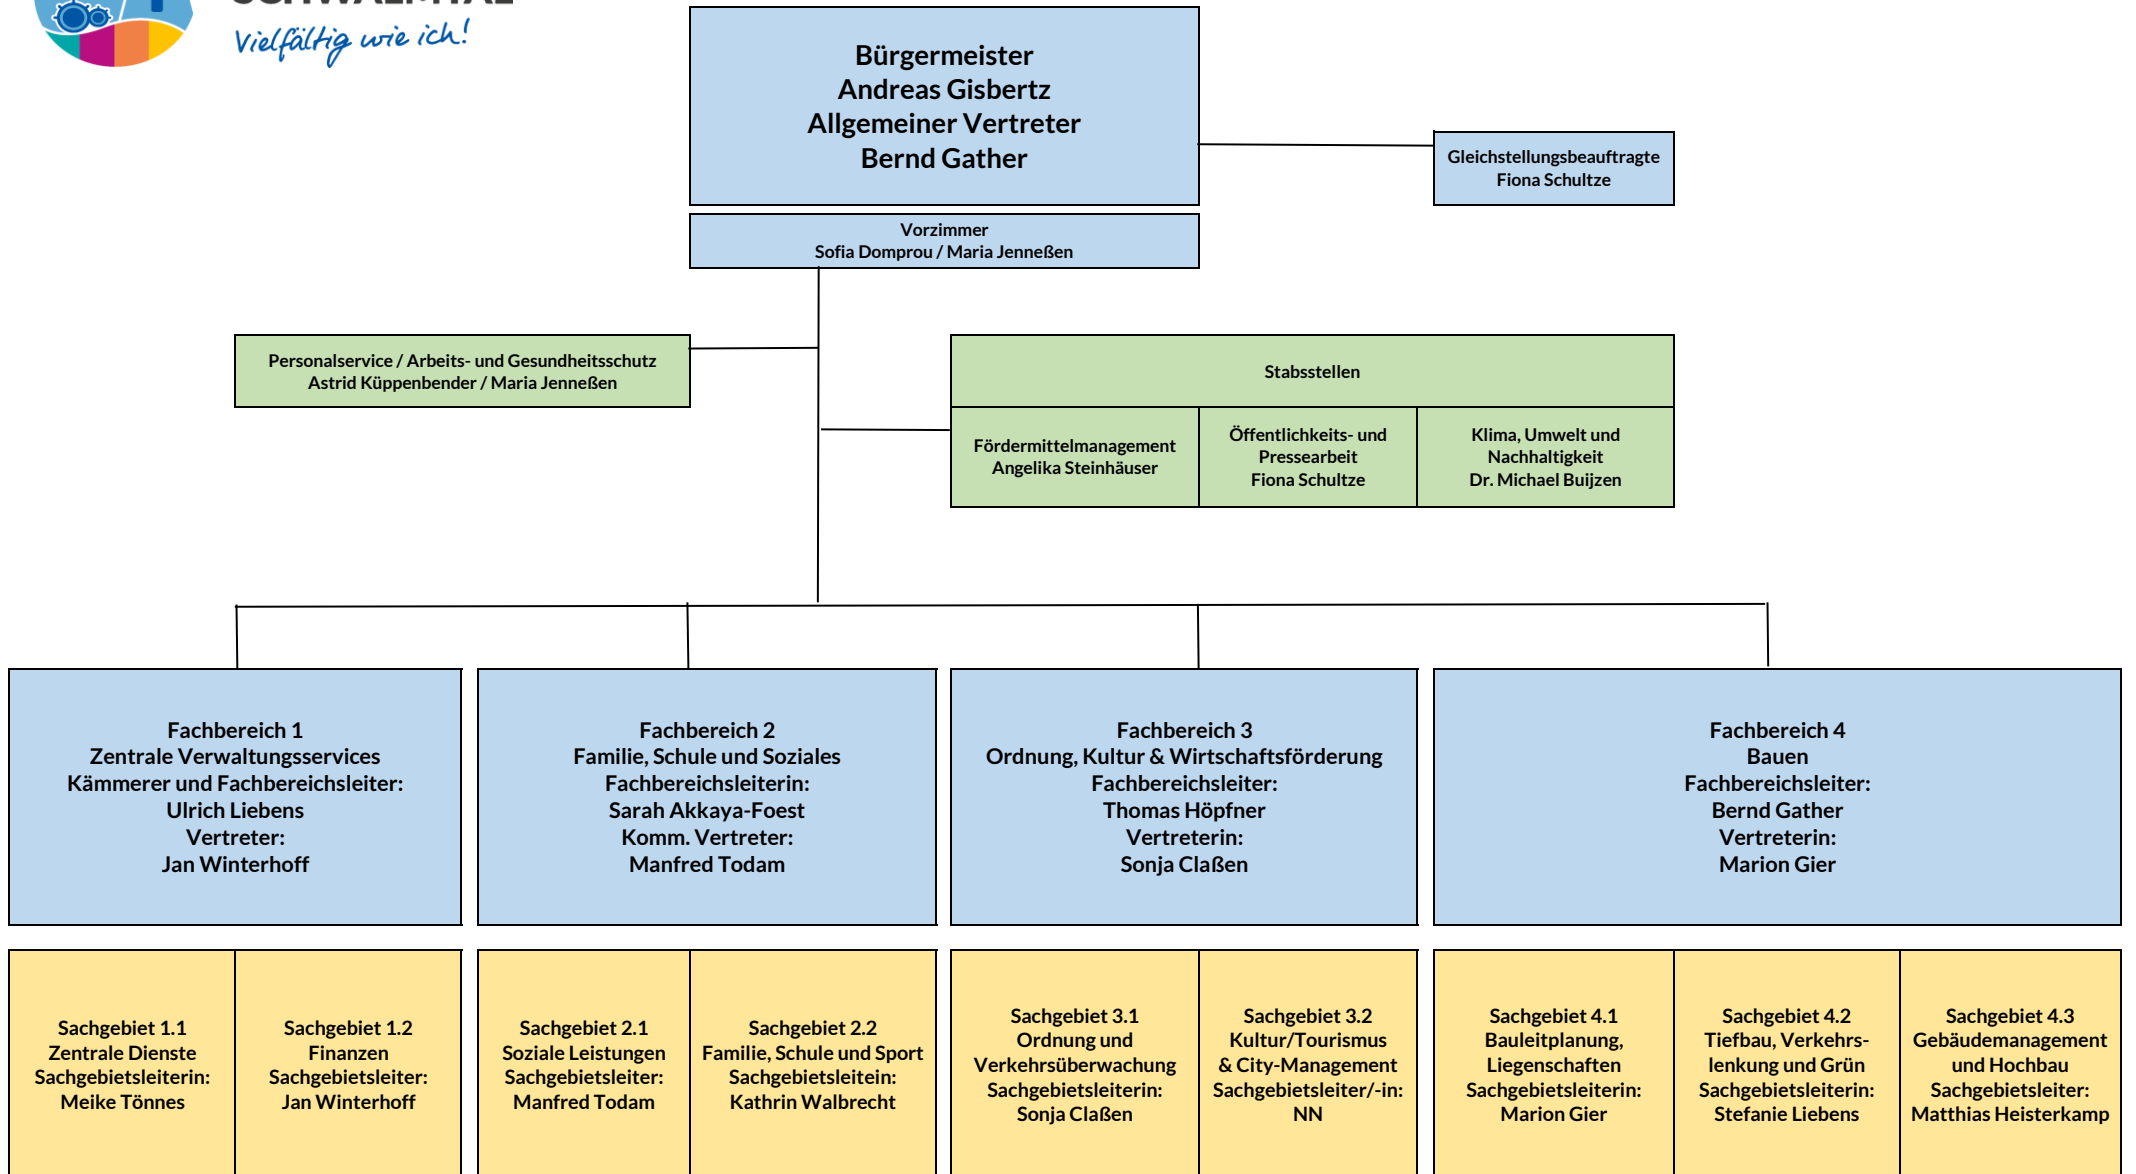 Vielfältig wie ich!
Bürgermeister
Andreas Gisbertz
Allgemeiner Vertreter
Bernd Gather
Gleichstellungsbeauftragte
Fiona Schultze
Vorzimmer
Sofia Domprou / Maria Jenneßen
Personalservice / Arbeits- und Gesundheitsschutz
Astrid Küppenbender / Maria Jenneßen
Stabsstellen
Fördermittelmanagement
Angelika Steinhäuser
Öffentlichkeits- und
Pressearbeit
Fiona Schultze
Klima, Umwelt und
Nachhaltigkeit
Dr. Michael Buijzen
Fachbereich 1
Zentrale Verwaltungsservices
Kämmerer und Fachbereichsleiter:
Ulrich Liebens
Vertreter:
Jan Winterhoff
Fachbereich 2
Familie, Schule und Soziales
Fachbereichsleiterin:
Sarah Akkaya-Foest
Komm. Vertreter:
Manfred Todam
Fachbereich 3
Ordnung, Kultur & Wirtschaftsförderung
Fachbereichsleiter:
Thomas Höpfner
Vertreterin:
Sonja Claßen
Fachbereich 4
Bauen
Fachbereichsleiter:
Bernd Gather
Vertreterin:
Marion Gier
Sachgebiet 1.1
Zentrale Dienste
Sachgebietsleiterin:
Meike Tönnes
Sachgebiet 1.2
Finanzen
Sachgebietsleiter:
Jan Winterhoff
Sachgebiet 2.1
Soziale Leistungen
Sachgebietsleiter:
Manfred Todam
Sachgebiet 2.2
Familie, Schule und Sport
Sachgebietsleitein:
Kathrin Walbrecht
Sachgebiet 3.1
Ordnung und
Verkehrsüberwachung
Sachgebietsleiterin:
Sonja Claßen
Sachgebiet 3.2
Kultur/Tourismus
& City-Management
Sachgebietsleiter/-in:
NN
Sachgebiet 4.1
Bauleitplanung,
Liegenschaften
Sachgebietsleiterin:
Marion Gier
Sachgebiet 4.2
Tiefbau, Verkehrs-
lenkung und Grün
Sachgebietsleiterin:
Stefanie Liebens
Sachgebiet 4.3
Gebäudemanagement
und Hochbau
Sachgebietsleiter:
Matthias Heisterkamp